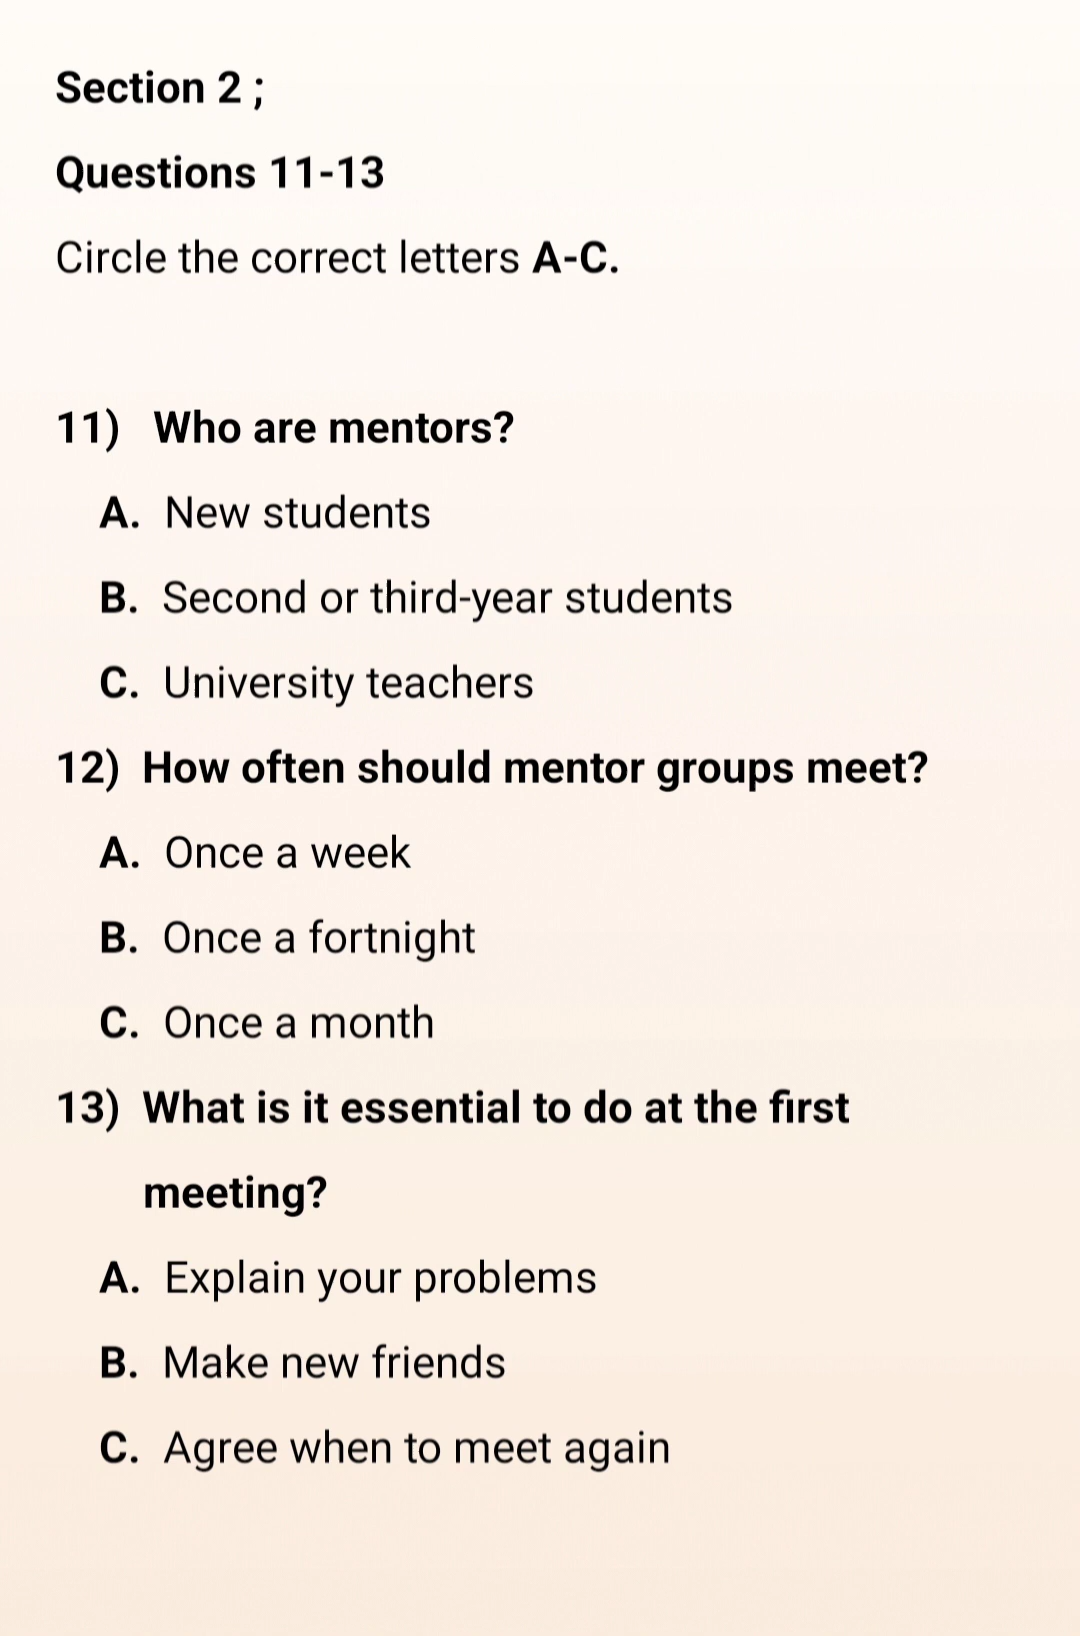 Section 2 ;
Questions 11-13
Circle the correct letters A-C.
11) Who are mentors?
A. New students
B. Second or third-year students
C. University teachers
12) How often should mentor groups meet?
A. Once a week
B. Once a fortnight
C. Once a month
13) What is it essential to do at the first
meeting?
A. Explain your problems
B. Make new friends
C. Agree when to meet again